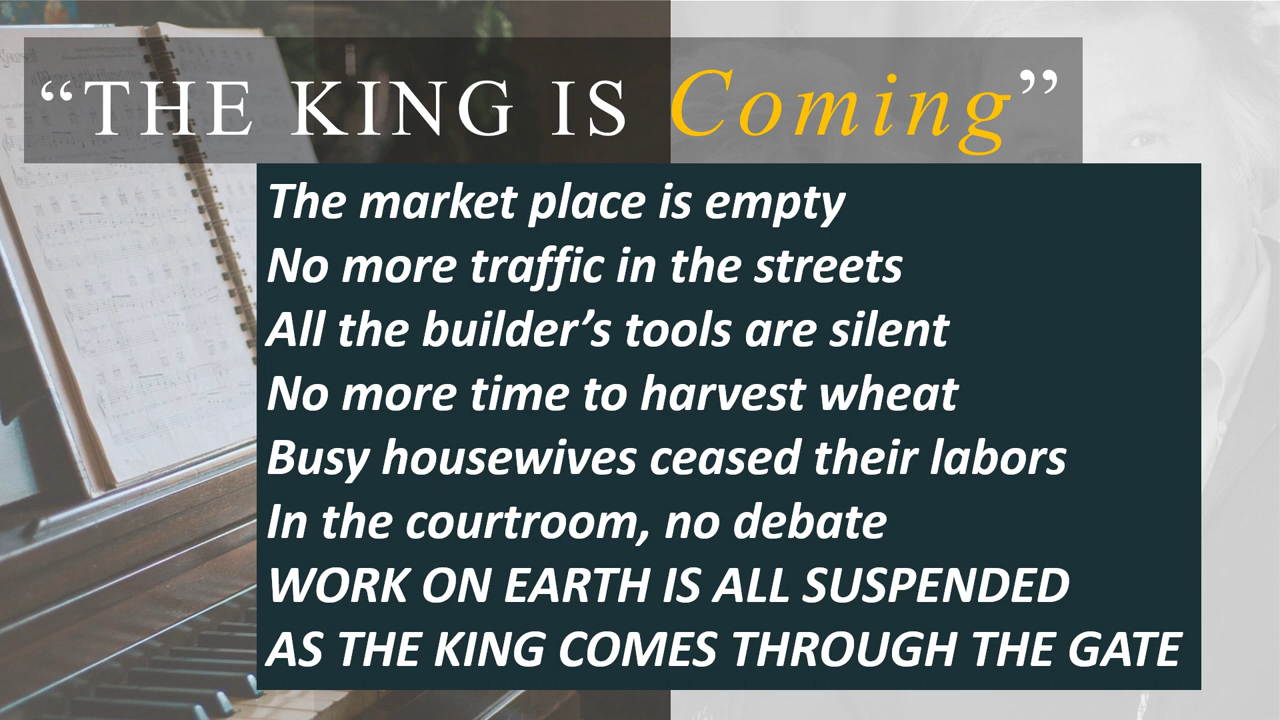 “THE KING IS Coming”
The market place is empty
No more traffic in the streets
All the builder’s tools are silent
No more time to harvest wheat
Busy housewives ceased their labors
In the courtroom, no debate
WORK ON EARTH IS ALL SUSPENDED
AS THE KING COMES THROUGH THE GATE